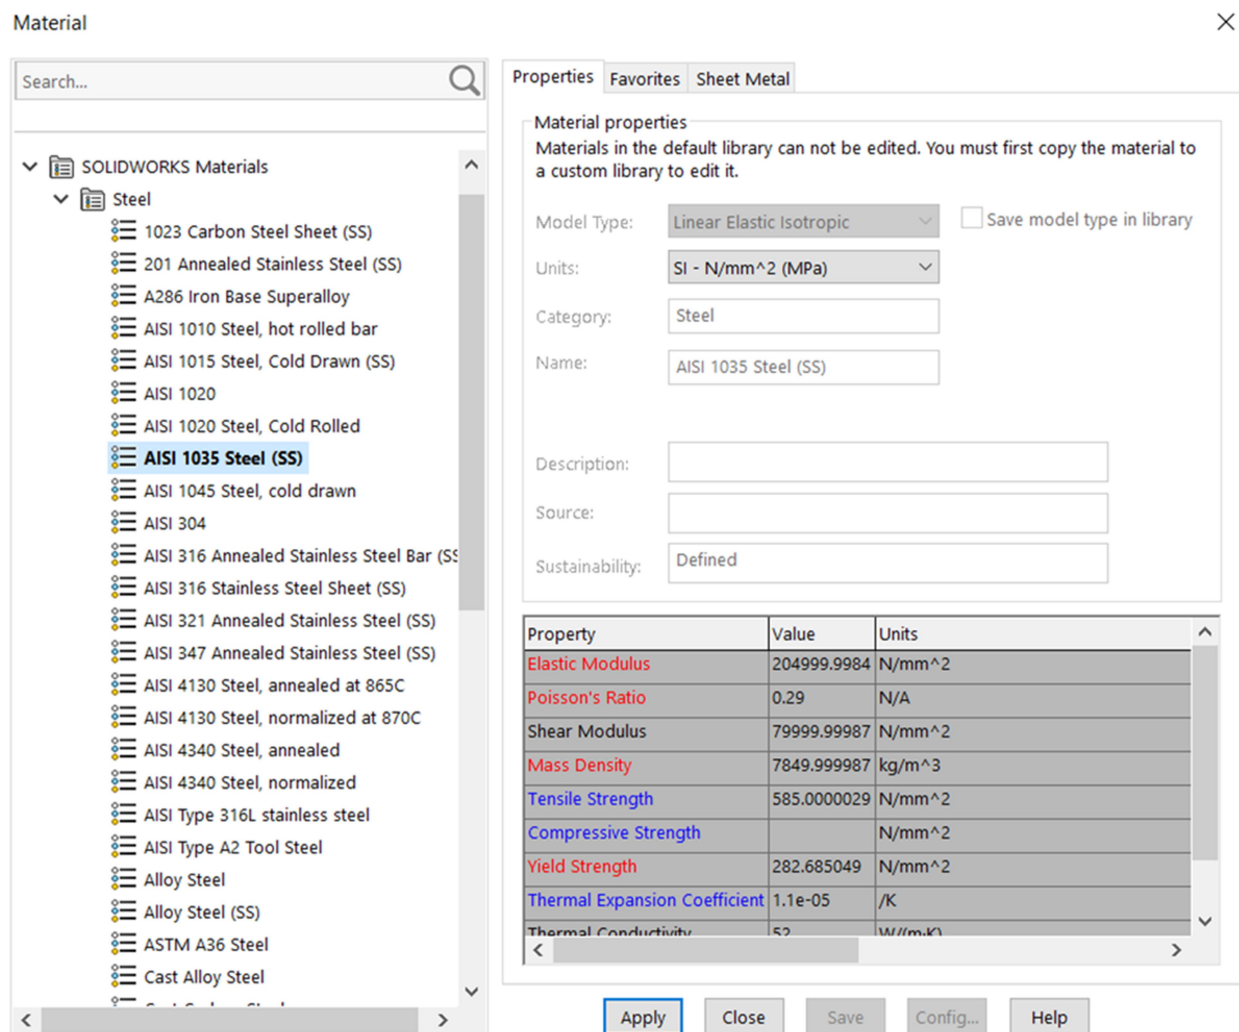 Material
Search...
SOLIDWORKS Materials
Steel
1023 Carbon Steel Sheet (SS)
201 Annealed Stainless Steel (SS)
A286 Iron Base Superalloy
AISI 1010 Steel, hot rolled bar
AISI 1015 Steel, Cold Drawn (SS)
AISI 1020
AISI 1020 Steel, Cold Rolled
AISI 1035 Steel (SS)
AISI 1045 Steel, cold drawn
AISI 304
AISI 316 Annealed Stainless Steel Bar (SS
AISI 316 Stainless Steel Sheet (SS)
AISI 321 Annealed Stainless Steel (SS)
AISI 347 Annealed Stainless Steel (SS)
AISI 4130 Steel, annealed at 865C
AISI 4130 Steel, normalized at 870C
AISI 4340 Steel, annealed
AISI 4340 Steel, normalized
AISI Type 316L stainless steel
AISI Type A2 Tool Steel
Alloy Steel
Alloy Steel (SS)
ASTM A36 Steel
Cast Alloy Steel
Properties Favorites Sheet Metal
Material properties
Materials in the default library can not be edited. You must first copy the material to
a custom library to edit it.
Model Type: Linear Elastic Isotropic Save model type in library
Units: SI - N/mm^2 (MPa)
Category: Steel
Name: AISI 1035 Steel (SS)
Description:
Source:
Sustainability: Defined
Property Value Units
Elastic Modulus 204999.9984 N/mm^2
Poisson's Ratio 0.29 N/A
Shear Modulus 79999.99987 N/mm^2
Mass Density 7849.999987 kg/m^3
Tensile Strength 585.0000029 N/mm^2
Compressive Strength N/mm^2
Yield Strength 282.685049 N/mm^2
Thermal Expansion Coefficient 1.1e-05 /K
Thermal Conductivity 52 W/(m·K)
Apply Close Save Config... Help